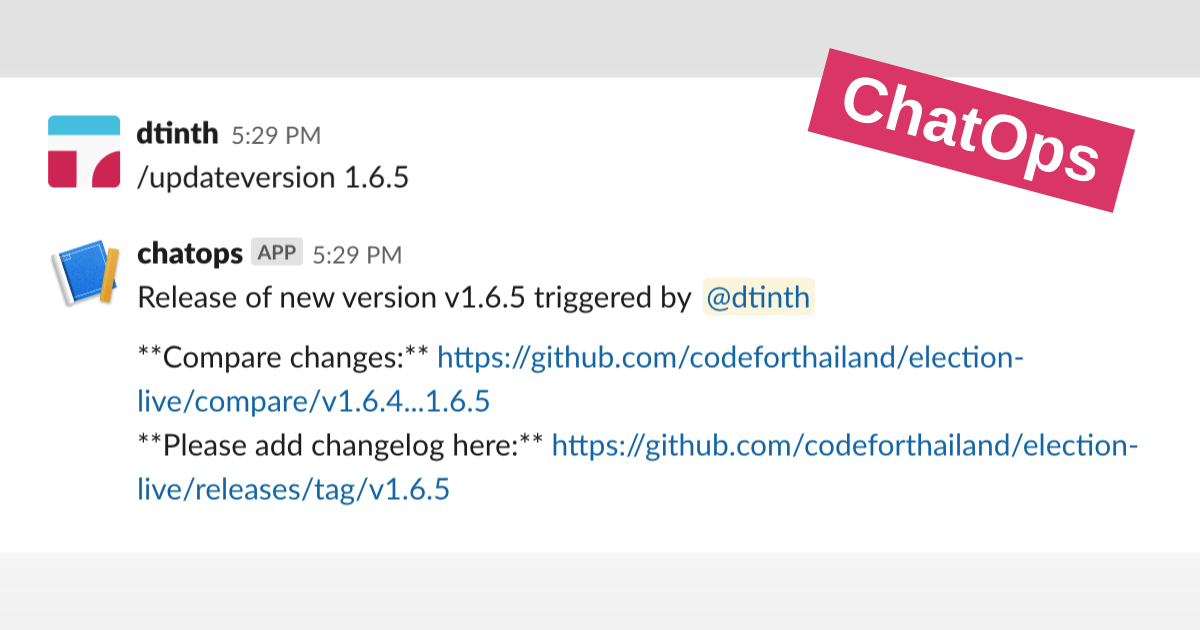 ChatOps
dtinth 5:29 PM
/updateversion 1.6.5
chatops APP 5:29 PM
Release of new version v1.6.5 triggered by @dtinth
**Compare changes:** https://github.com/codeforthailand/election-
live/compare/v1.6.4...1.6.5
**Please add changelog here:** https://github.com/codeforthailand/election-
live/releases/tag/v1.6.5